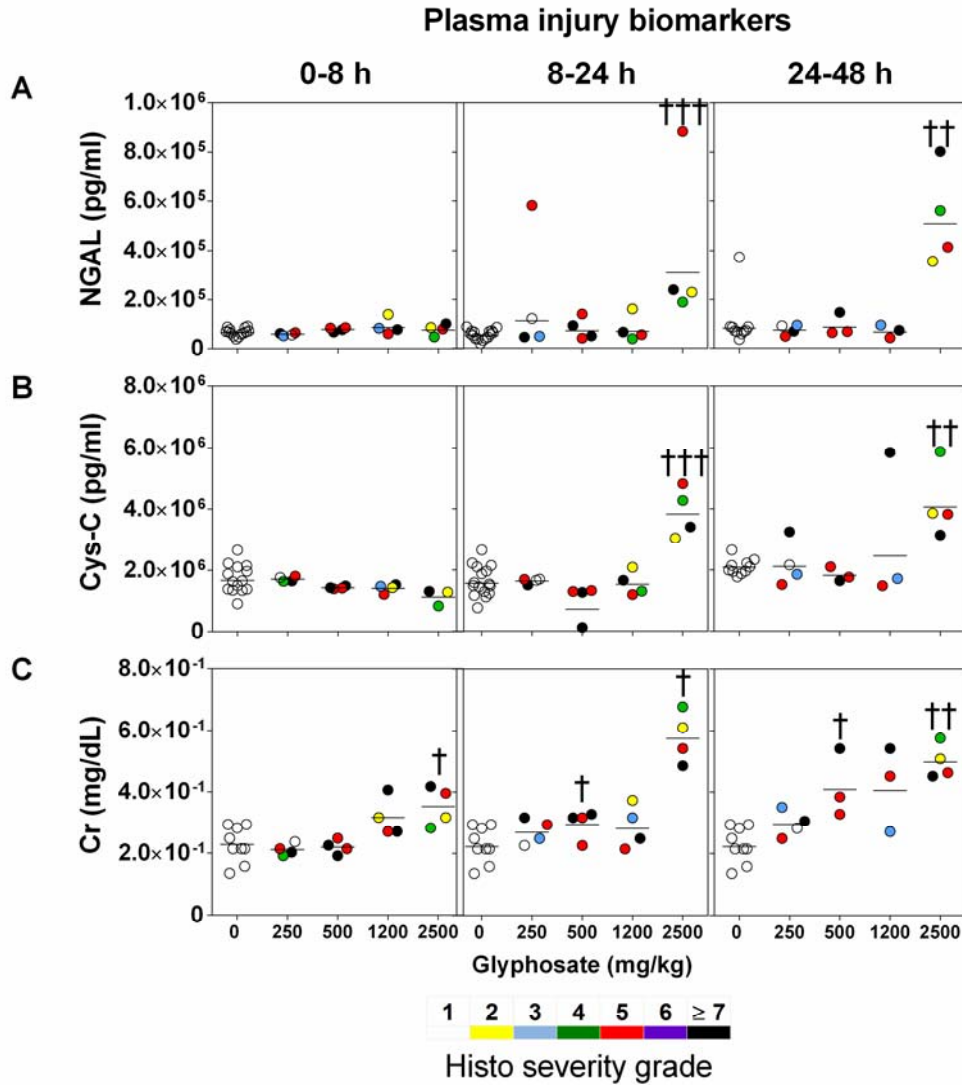 Plasma injury biomarkers
0-8 h 8-24 h 24-48 h
A
NGAL (pg/ml)
1.0×10⁶
8.0×10⁵
6.0×10⁵
4.0×10⁵
2.0×10⁵
0
††† ††
B
Cys-C (pg/ml)
8.0×10⁶
6.0×10⁶
4.0×10⁶
2.0×10⁶
0
††† ††
C
Cr (mg/dL)
8.0×10⁻¹
6.0×10⁻¹
4.0×10⁻¹
2.0×10⁻¹
0
† † † † ††
0 250 500 1200 2500 0 250 500 1200 2500 0 250 500 1200 2500
Glyphosate (mg/kg)
1 2 3 4 5 6 ≥ 7
Histo severity grade